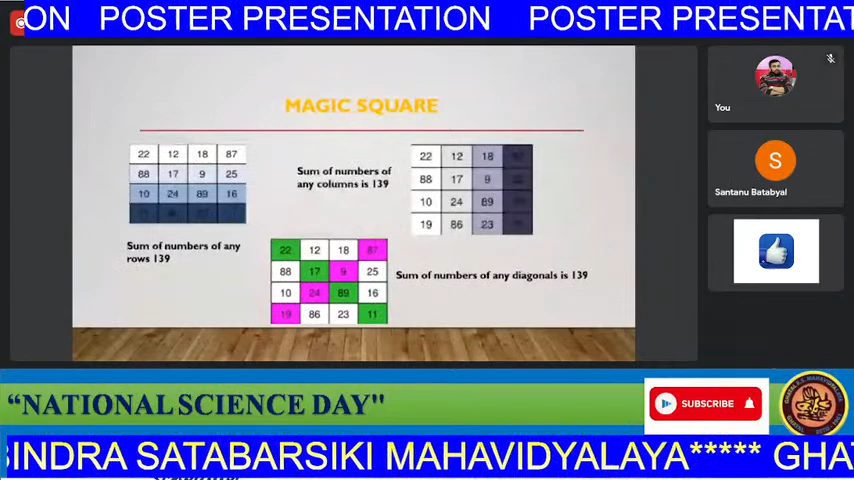 ON POSTER PRESENTATION POSTER PRESENTAT
MAGIC SQUARE
22 12 18 87
88 17 9 25
10 24 89 16
Sum of numbers of
any columns is 139
22 12 18
88 17 9
10 24 89
19 86 23
Sum of numbers of any
rows 139
22 12 18 87
88 17 9 25
10 24 89 16
19 86 23 11
Sum of numbers of any diagonals is 139
You
S
Santanu Batabyal
“NATIONAL SCIENCE DAY"
SUBSCRIBE
BINDRA SATABARSIKI MAHAVIDYALAYA***** GHAT